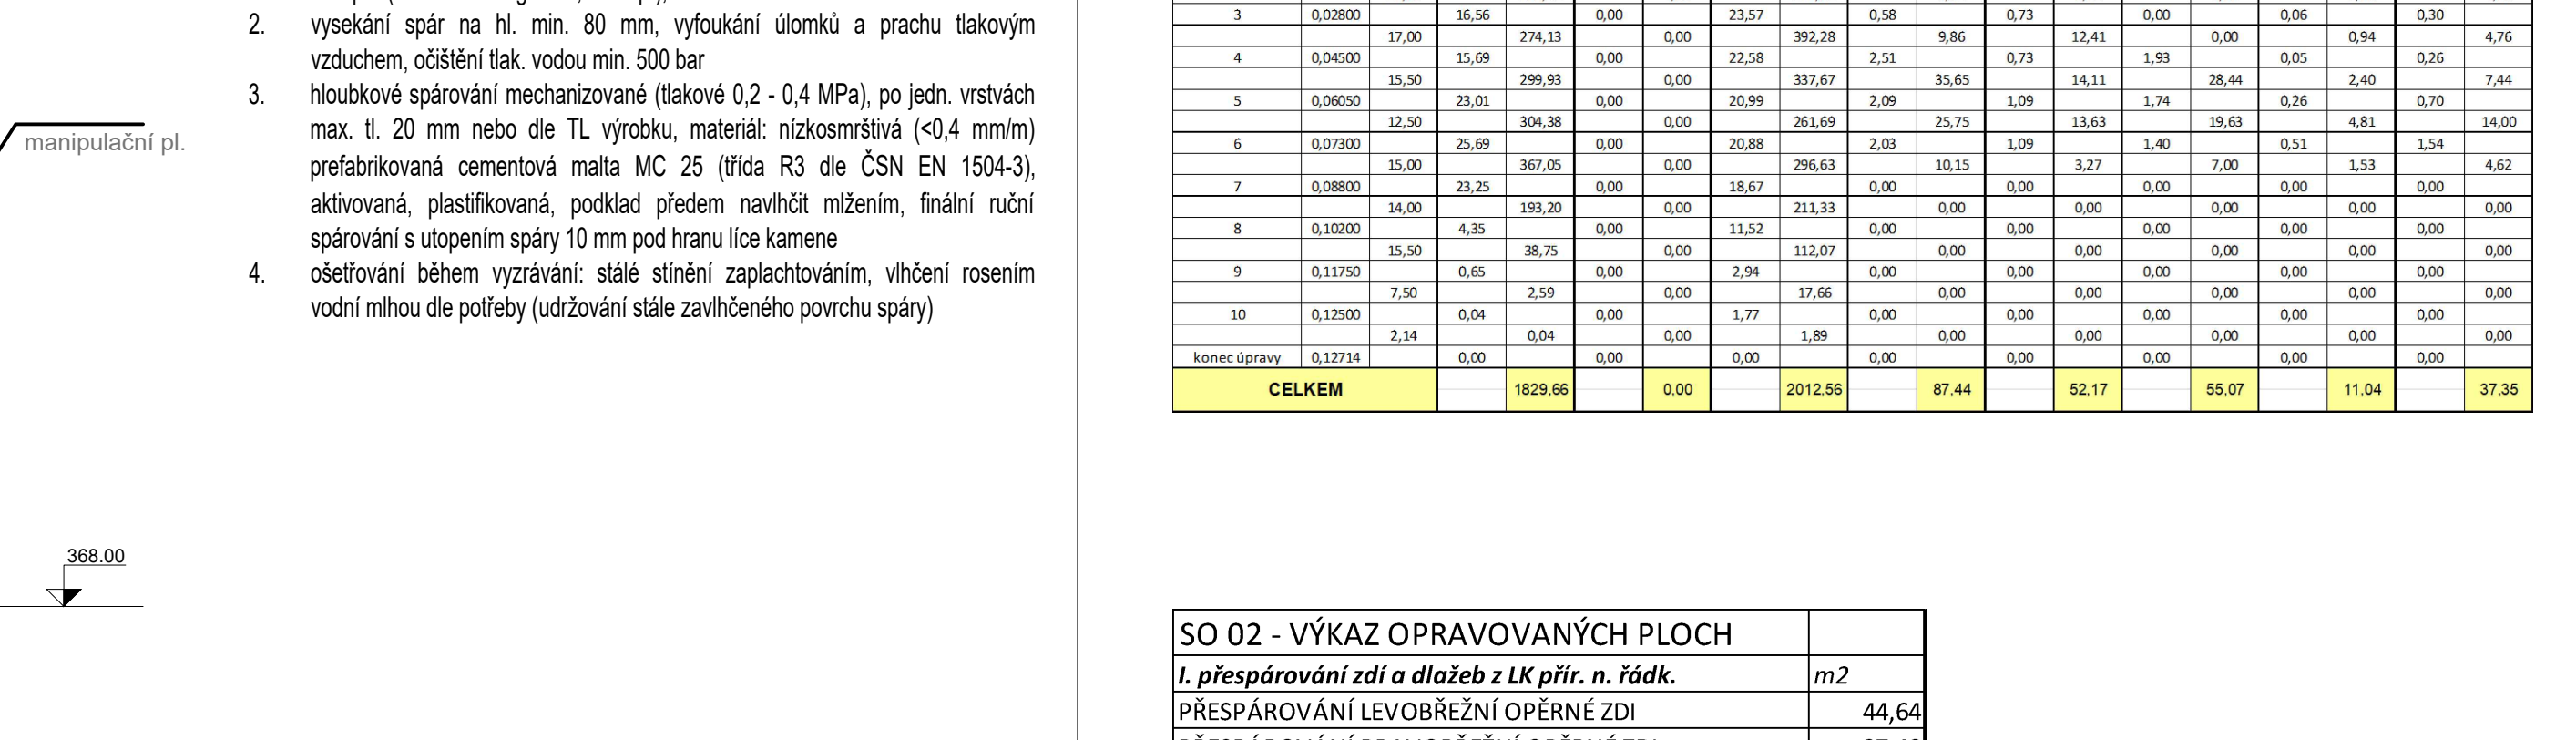 2. vysekání spár na hl. min. 80 mm, vyfoukání úlomků a prachu tlakovým
vzduchem, očištění tlak. vodou min. 500 bar
3. hloubkové spárování mechanizované (tlakové 0,2 - 0,4 MPa), po jedn. vrstvách
max. tl. 20 mm nebo dle TL výrobku, materiál: nízkosmrštivá (<0,4 mm/m)
prefabrikovaná cementová malta MC 25 (třída R3 dle ČSN EN 1504-3),
aktivovaná, plastifikovaná, podklad předem navlhčit mlžením, finální ruční
spárování s utopením spáry 10 mm pod hranu líce kamene
4. ošetřování během vyzrávání: stálé stínění zaplachtováním, vlhčení rosením
vodní mlhou dle potřeby (udržování stále zavlhčeného povrchu spáry)
manipulační pl.
368.00
3 0,02800 16,56 0,00 23,57 0,58 0,73 0,00 0,06 0,30
17,00 274,13 0,00 392,28 9,86 12,41 0,00 0,94 4,76
4 0,04500 15,69 0,00 22,58 2,51 0,73 1,93 0,05 0,26
15,50 299,93 0,00 337,67 35,65 14,11 28,44 2,40 7,44
5 0,06050 23,01 0,00 20,99 2,09 1,09 1,74 0,26 0,70
12,50 304,38 0,00 261,69 25,75 13,63 19,63 4,81 14,00
6 0,07300 25,69 0,00 20,88 2,03 1,09 1,40 0,51 1,54
15,00 367,05 0,00 296,63 10,15 3,27 7,00 1,53 4,62
7 0,08800 23,25 0,00 18,67 0,00 0,00 0,00 0,00 0,00
14,00 193,20 0,00 211,33 0,00 0,00 0,00 0,00 0,00
8 0,10200 4,35 0,00 11,52 0,00 0,00 0,00 0,00 0,00
15,50 38,75 0,00 112,07 0,00 0,00 0,00 0,00 0,00
9 0,11750 0,65 0,00 2,94 0,00 0,00 0,00 0,00 0,00
7,50 2,59 0,00 17,66 0,00 0,00 0,00 0,00 0,00
10 0,12500 0,04 0,00 1,77 0,00 0,00 0,00 0,00 0,00
2,14 0,04 0,00 1,89 0,00 0,00 0,00 0,00 0,00
konec úpravy 0,12714 0,00 0,00 0,00 0,00 0,00 0,00 0,00 0,00
CELKEM 1829,66 0,00 2012,56 87,44 52,17 55,07 11,04 37,35
SO 02 - VÝKAZ OPRAVOVANÝCH PLOCH
I. přespárování zdí a dlažeb z LK přír. n. řádk. m2
PŘESPÁROVÁNÍ LEVOBŘEŽNÍ OPĚRNÉ ZDI 44,64